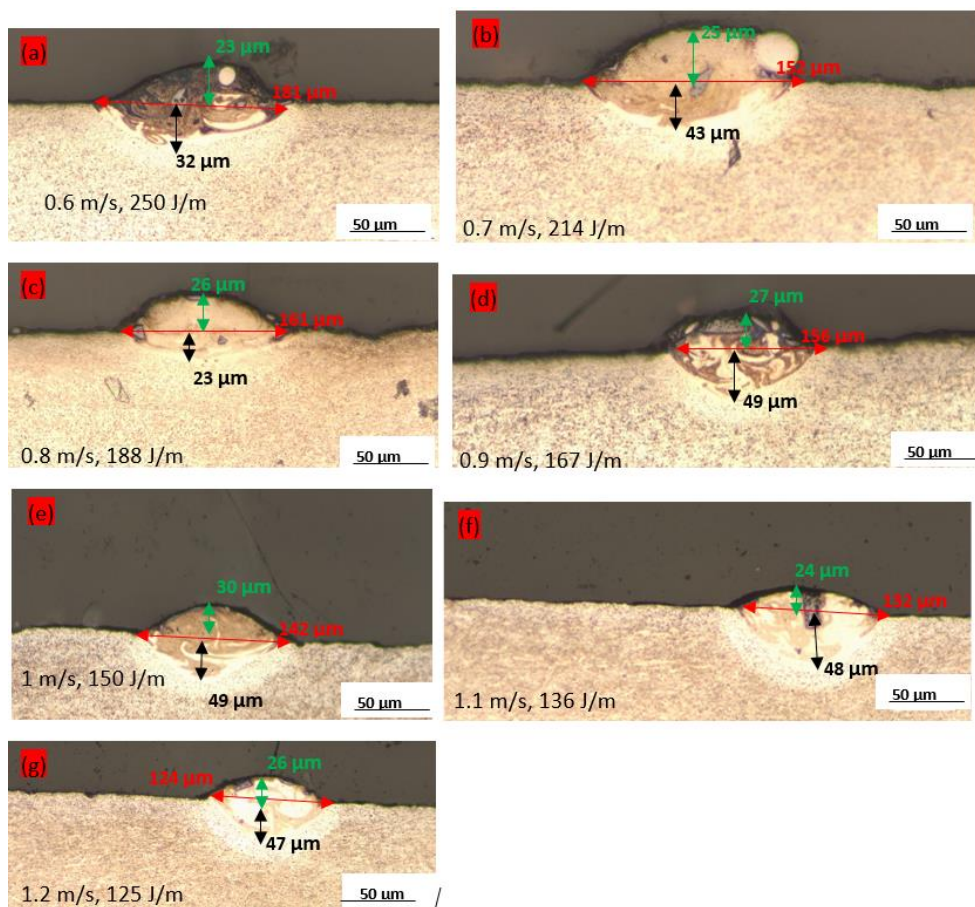 (a)
23 µm
181 µm
32 µm
0.6 m/s, 250 J/m
50 µm
(b)
25 µm
152 µm
43 µm
0.7 m/s, 214 J/m
50 µm
(c)
26 µm
161 µm
23 µm
0.8 m/s, 188 J/m
50 µm
(d)
27 µm
156 µm
49 µm
0.9 m/s, 167 J/m
50 µm
(e)
30 µm
142 µm
49 µm
1 m/s, 150 J/m
50 µm
(f)
24 µm
132 µm
48 µm
1.1 m/s, 136 J/m
50 µm
(g)
26 µm
124 µm
47 µm
1.2 m/s, 125 J/m
50 µm /